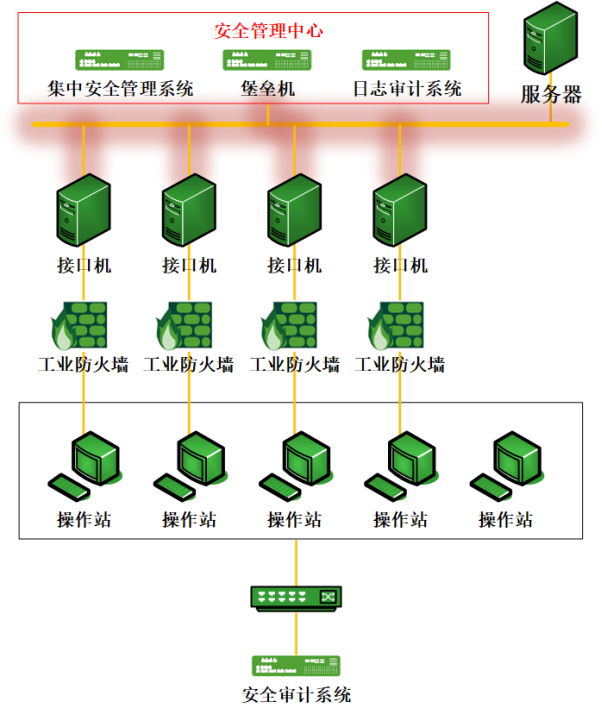 安全管理中心
集中安全管理系统
堡垒机
日志审计系统
服务器
接口机
接口机
接口机
接口机
工业防火墙
工业防火墙
工业防火墙
工业防火墙
操作站
操作站
操作站
操作站
操作站
安全审计系统